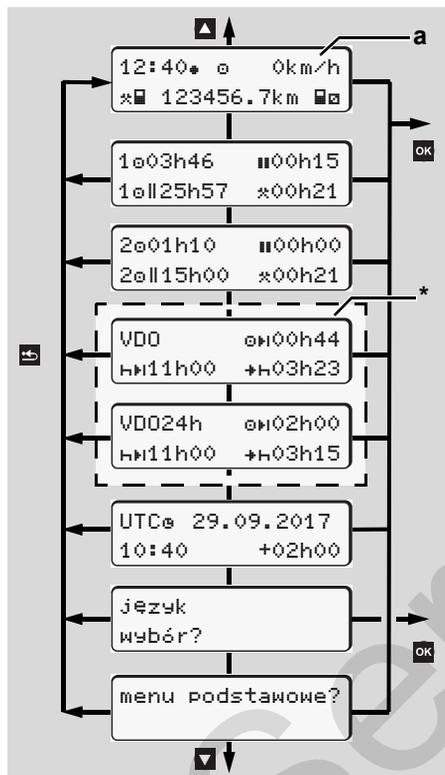 a
12:40 0km/h
123456.7km
1 03h46 00h15
1 25h57 00h21
OK
2 01h10 00h00
2 15h00 00h21
*
VDO 00h44
11h00 03h23
VDO24h 02h00
11h00 03h15
UTC 29.09.2017
10:40 +02h00
język
wybór?
OK
menu podstawowe?